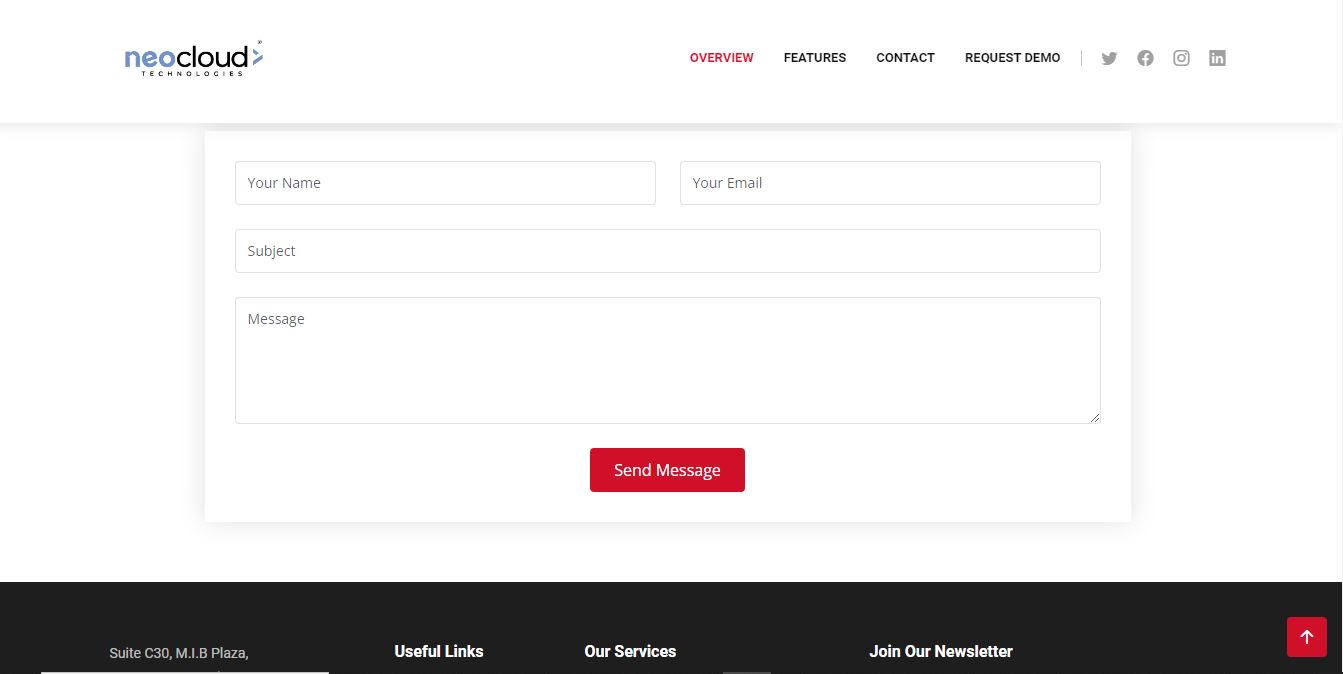 neocloud
TECHNOLOGIES
OVERVIEW FEATURES CONTACT REQUEST DEMO
Your Name Your Email
Subject
Message
Send Message
Suite C30, M.I.B Plaza, Useful Links Our Services Join Our Newsletter